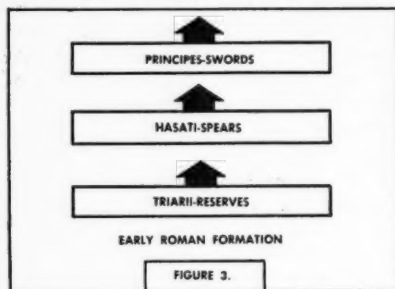 PRINCIPES-SWORDS
HASATI-SPEARS
TRIARII-RESERVES
EARLY ROMAN FORMATION
FIGURE 3.